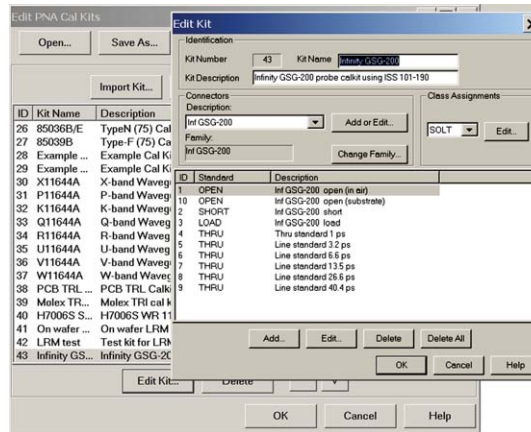 Edit PNA Cal Kits
Open...
Save As...
Import Kit...
ID Kit Name Description
26 85036B/E TypeN (75) Cal
27 85039B Type-F (75) Cal
28 Example ... Example Cal Ki
29 Example ... Example Cal Ki
30 X11644A X-band Waveg
31 P11644A P-band Waveg
32 K11644A K-band Waveg
33 Q11644A Q-band Waveg
34 R11644A R-band Waveg
35 U11644A U-band Waveg
36 V11644A V-band Waveg
37 W11644A W-band Waveg
38 PCB TRL ... PCB TRL Calki
39 Molex TR... Molex TRl cal k
40 H7006S S... H7006S WR 11
41 On wafer ... On wafer LRM
42 LRM test Test kit for LRM
43 Infinity GS... Infinity GSG-20
Edit Kit...
Delete
OK
Cancel
Help
Edit Kit
Identification
Kit Number 43 Kit Name Infinity GSG-200
Kit Description Infinity GSG-200 probe calkit using ISS 101-190
Connectors
Description:
Inf GSG-200
Add or Edit...
Family:
Inf GSG-200
Change Family...
Class Assignments
SOLT
Edit...
ID Standard Description
1 OPEN Inf GSG-200 open (in air)
10 OPEN Inf GSG-200 open (substrate)
2 SHORT Inf GSG-200 short
3 LOAD Inf GSG-200 load
4 THRU Thru standard 1 ps
5 THRU Line standard 3.2 ps
6 THRU Line standard 6.6 ps
7 THRU Line standard 13.5 ps
8 THRU Line standard 26.6 ps
9 THRU Line standard 40.4 ps
Add...
Edit...
Delete
Delete All
OK
Cancel
Help